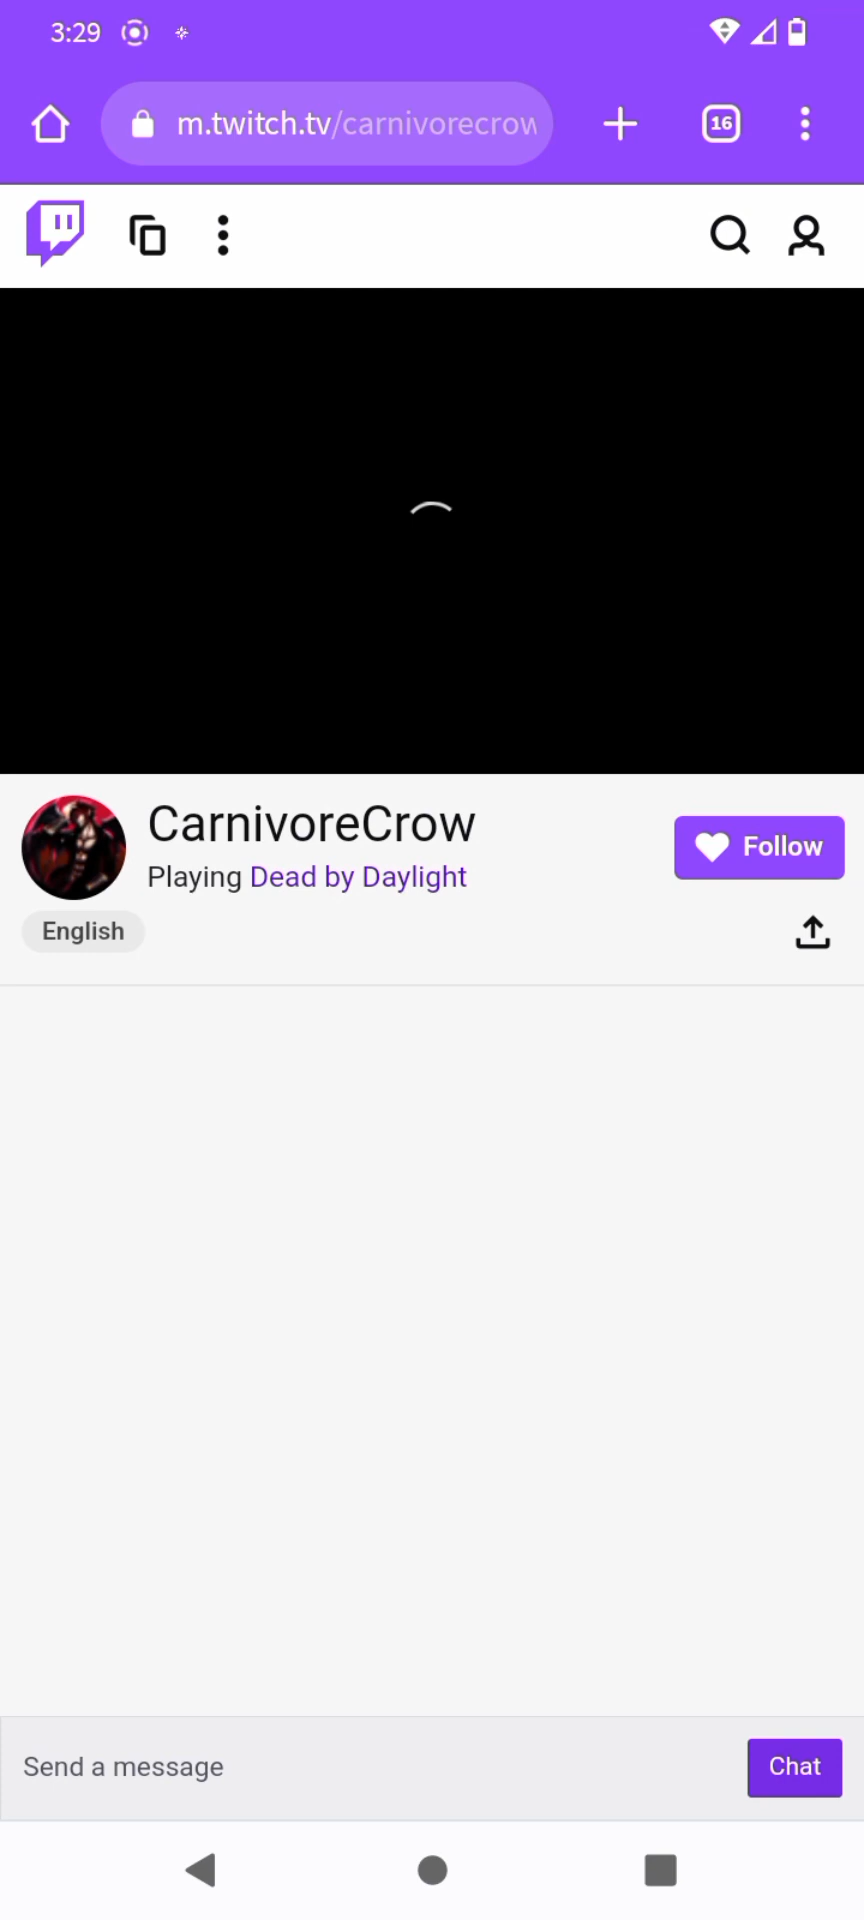 3:29
m.twitch.tv/carnivorecrow
16
CarnivoreCrow
Playing Dead by Daylight
Follow
English
Send a message
Chat